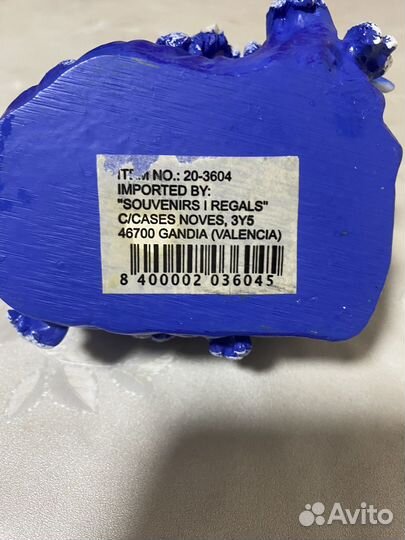 ITEM NO.: 20-3604
IMPORTED BY:
"SOUVENIRS I REGALS"
C/CASES NOVES, 3Y5
46700 GANDIA (VALENCIA)
8 400002 036045
Avito